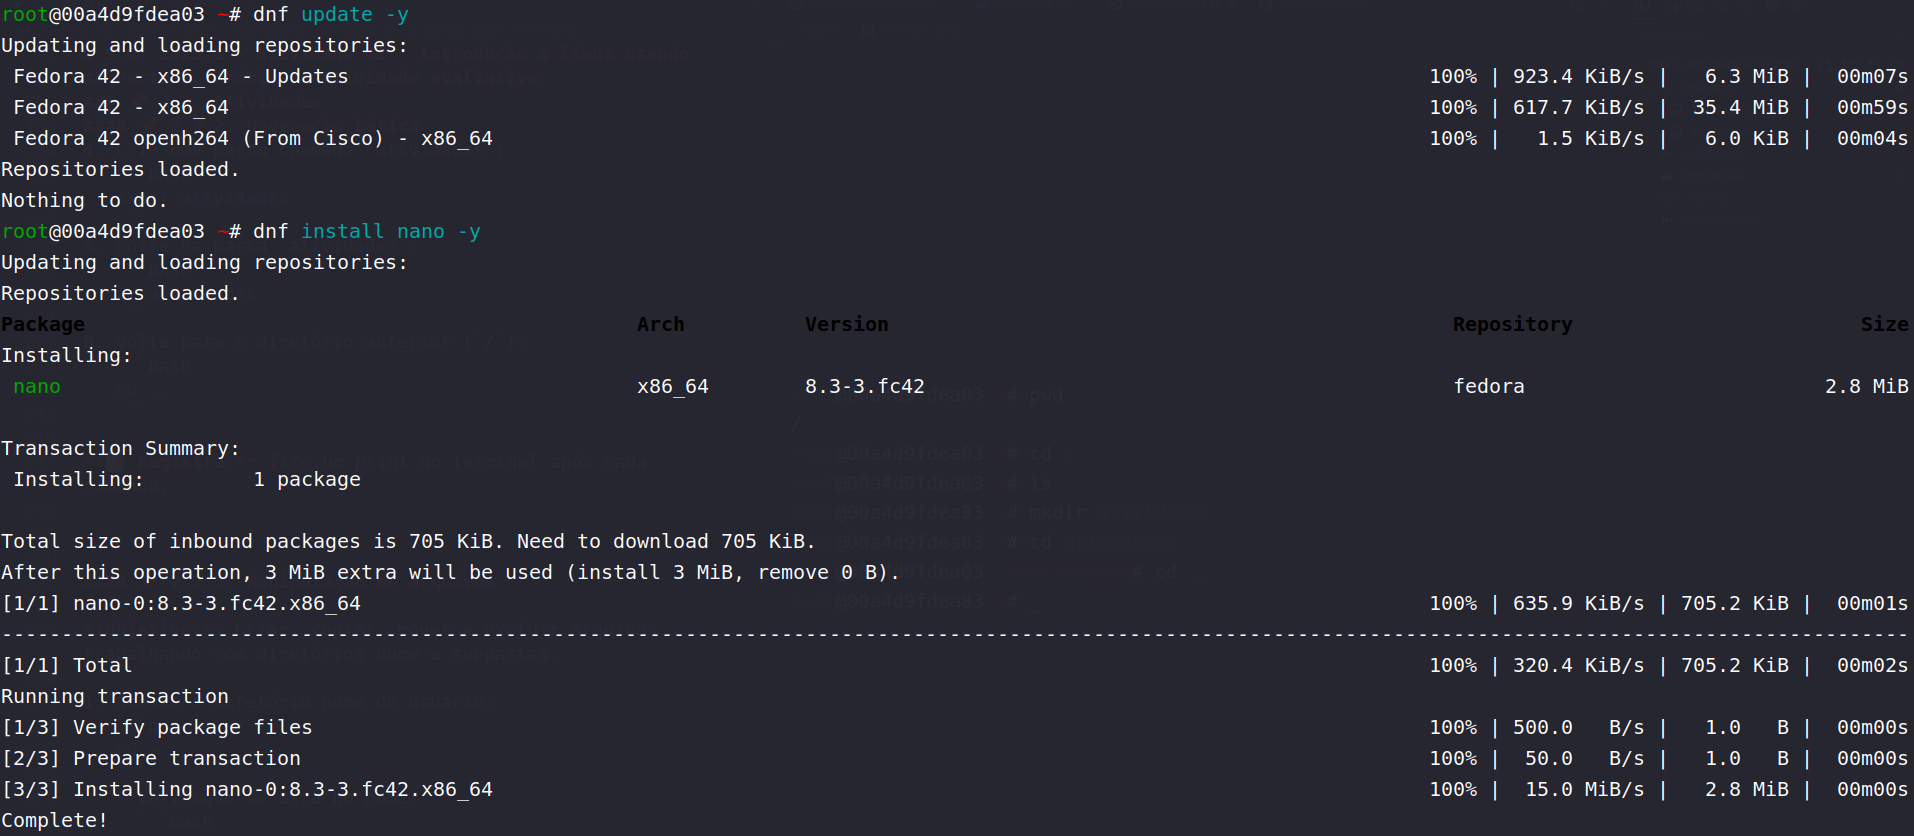 root@00a4d9fdea03 ~# dnf update -y
Updating and loading repositories:
 Fedora 42 - x86_64 - Updates 100% | 923.4 KiB/s | 6.3 MiB | 00m07s
 Fedora 42 - x86_64 100% | 617.7 KiB/s | 35.4 MiB | 00m59s
 Fedora 42 openh264 (From Cisco) - x86_64 100% | 1.5 KiB/s | 6.0 KiB | 00m04s
Repositories loaded.
Nothing to do.
root@00a4d9fdea03 ~# dnf install nano -y
Updating and loading repositories:
Repositories loaded.
Package Arch Version Repository Size
Installing:
 nano x86_64 8.3-3.fc42 fedora 2.8 MiB
Transaction Summary:
 Installing: 1 package
Total size of inbound packages is 705 KiB. Need to download 705 KiB.
After this operation, 3 MiB extra will be used (install 3 MiB, remove 0 B).
[1/1] nano-0:8.3-3.fc42.x86_64 100% | 635.9 KiB/s | 705.2 KiB | 00m01s
---------------------------------------------------------------------------------------------------------------------------------------------------------------
[1/1] Total 100% | 320.4 KiB/s | 705.2 KiB | 00m02s
Running transaction
[1/3] Verify package files 100% | 500.0 B/s | 1.0 B | 00m00s
[2/3] Prepare transaction 100% | 50.0 B/s | 1.0 B | 00m00s
[3/3] Installing nano-0:8.3-3.fc42.x86_64 100% | 15.0 MiB/s | 2.8 MiB | 00m00s
Complete!